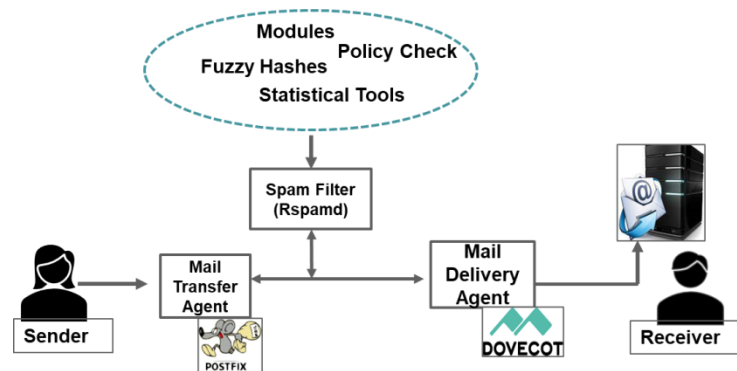 Modules
Policy Check
Fuzzy Hashes
Statistical Tools
Spam Filter
(Rspamd)
Mail
Transfer
Agent
Mail
Delivery
Agent
@
Sender
POSTFIX
DOVECOT
Receiver